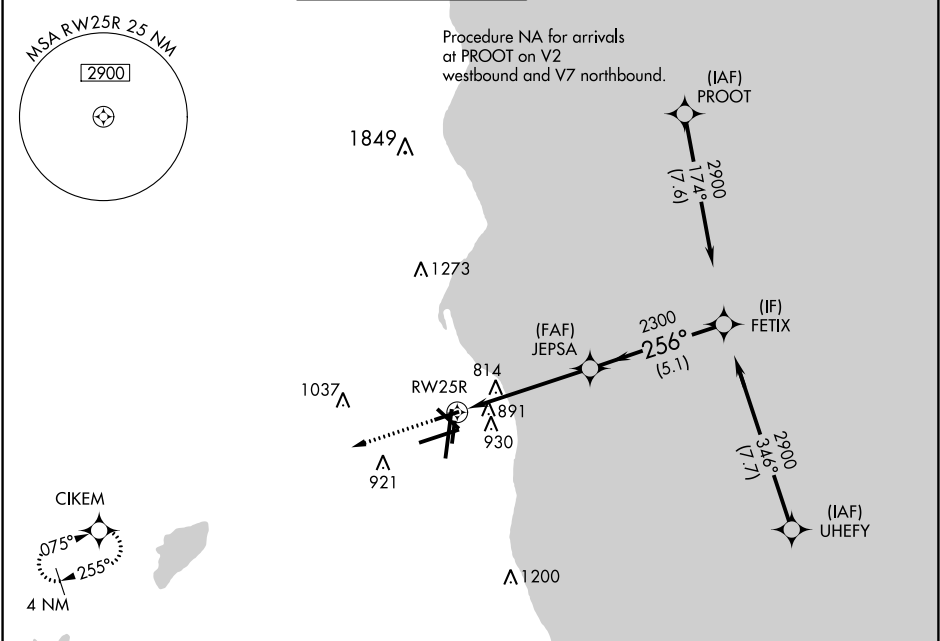 MSA RW25R 25 NM
2900
Procedure NA for arrivals
at PROOT on V2
westbound and V7 northbound.
(IAF)
PROOT
1849
2900
174°
(7.6)
1273
(IF)
FETIX
2300
256°
(5.1)
(FAF)
JEPSA
814
RW25R
1037
891
930
921
2900
346°
(7.7)
(IAF)
UHEFY
CIKEM
075°
255°
4 NM
1200